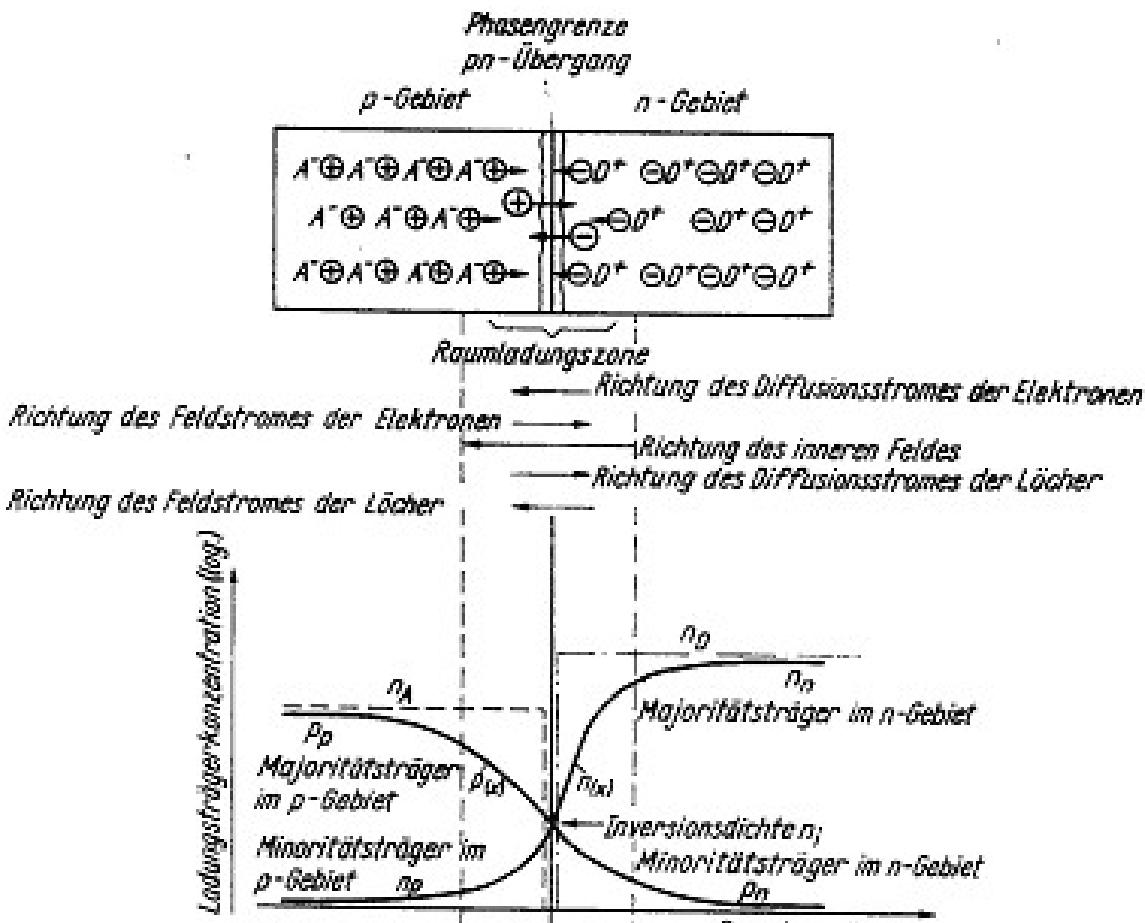 Phasengrenze
pn-Übergang
p-Gebiet
n-Gebiet
A⁻⊕ A⁻⊕ A⁻⊕ A⁻⊕ ⊖D⁺ ⊖D⁺⊖D⁺⊖D⁺
⊕
A⁻⊕ A⁻⊕ A⁻⊕ ⊖D⁺ ⊖D⁺⊖D⁺
⊖
A⁻⊕ A⁻⊕ A⁻⊕ A⁻⊕ ⊖D⁺ ⊖D⁺⊖D⁺⊖D⁺
Raumladungszone
Richtung des Diffusionsstromes der Elektronen
Richtung des Feldstromes der Elektronen
Richtung des inneren Feldes
Richtung des Diffusionsstromes der Löcher
Richtung des Feldstromes der Löcher
Ladungsträgerkonzentration (log.)
n_D
n_n
n_A
Majoritätsträger im n-Gebiet
p_p
Majoritätsträger
im p-Gebiet
p(x)
n(x)
Inversionsdichte n_i
Minoritätsträger im
p-Gebiet
n_p
Minoritätsträger im n-Gebiet
p_n